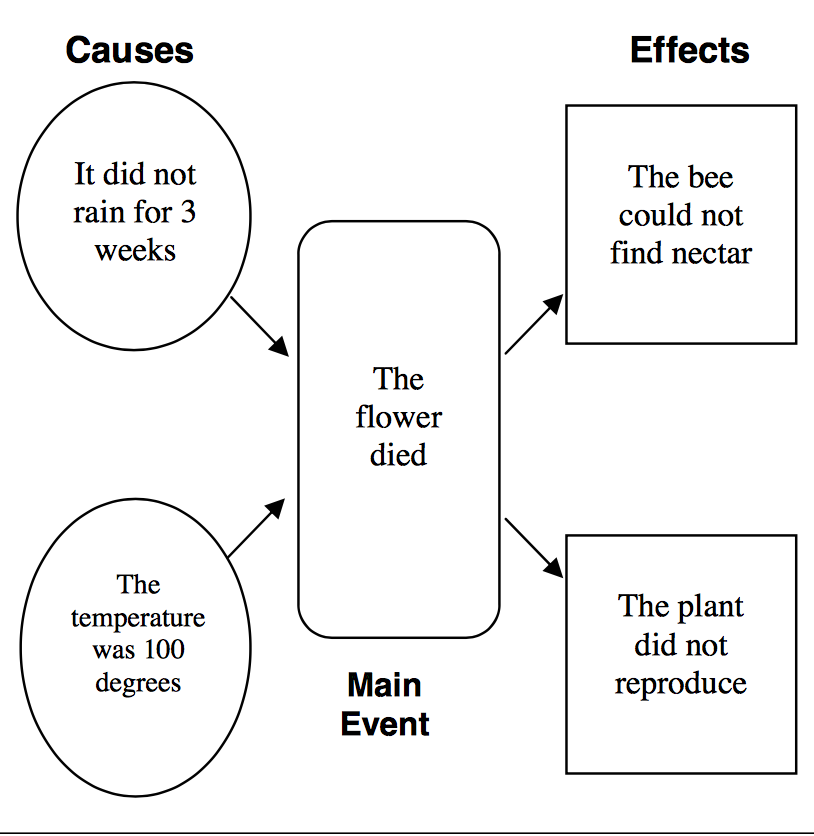 Causes
Effects
It did not
rain for 3
weeks
The bee
could not
find nectar
The
flower
died
The
temperature
was 100
degrees
The plant
did not
reproduce
Main
Event